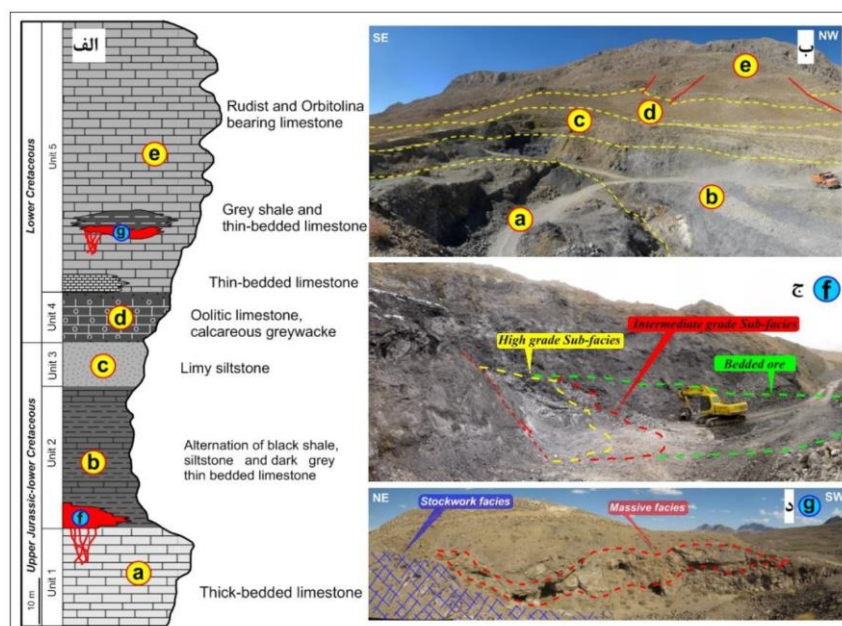 الف
Lower Cretaceous
Upper Jurassic-lower Cretaceous
10 m
Unit 5
Unit 4
Unit 3
Unit 2
Unit 1
e
g
d
c
b
f
a
Rudist and Orbitolina
bearing limestone
Grey shale and
thin-bedded limestone
Thin-bedded limestone
Oolitic limestone,
calcareous greywacke
Limy siltstone
Alternation of black shale,
siltstone and dark grey
thin bedded limestone
Thick-bedded limestone
SE
NW
ب
e
d
c
b
a
ج
f
High grade Sub-facies
Intermediate grade Sub-facies
Bedded ore
NE
SW
د
g
Stockwork facies
Massive facies